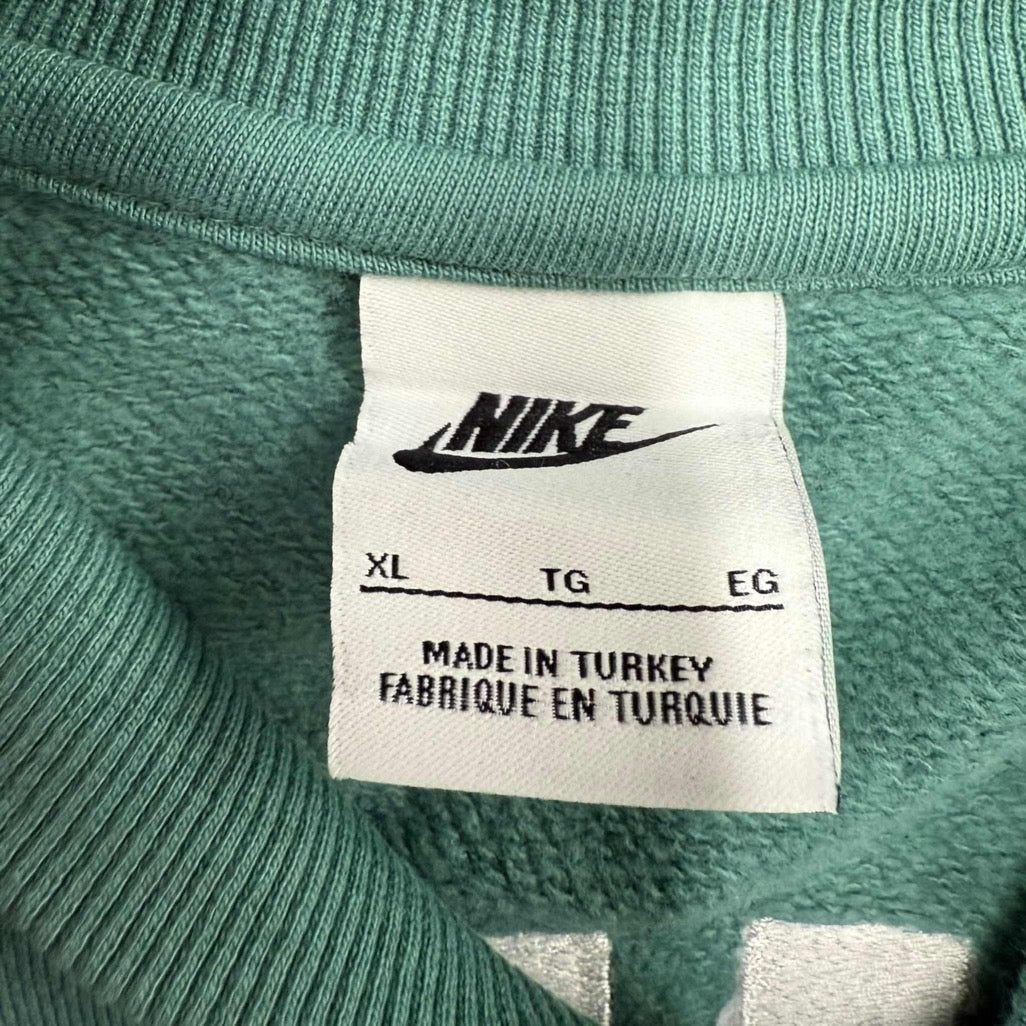 NIKE
XL TG EG
MADE IN TURKEY
FABRIQUE EN TURQUIE